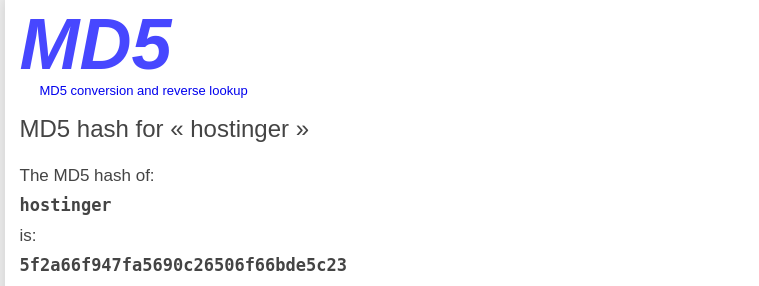 MD5
MD5 conversion and reverse lookup
MD5 hash for « hostinger »
The MD5 hash of:
hostinger
is:
5f2a66f947fa5690c26506f66bde5c23